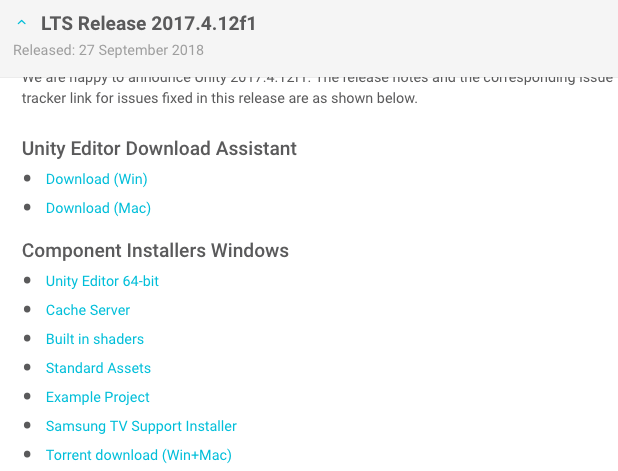 LTS Release 2017.4.12f1
Released: 27 September 2018
We are happy to announce Unity 2017.4.12f1. The release notes and the corresponding issue
tracker link for issues fixed in this release are as shown below.
Unity Editor Download Assistant
Download (Win)
Download (Mac)
Component Installers Windows
Unity Editor 64-bit
Cache Server
Built in shaders
Standard Assets
Example Project
Samsung TV Support Installer
Torrent download (Win+Mac)